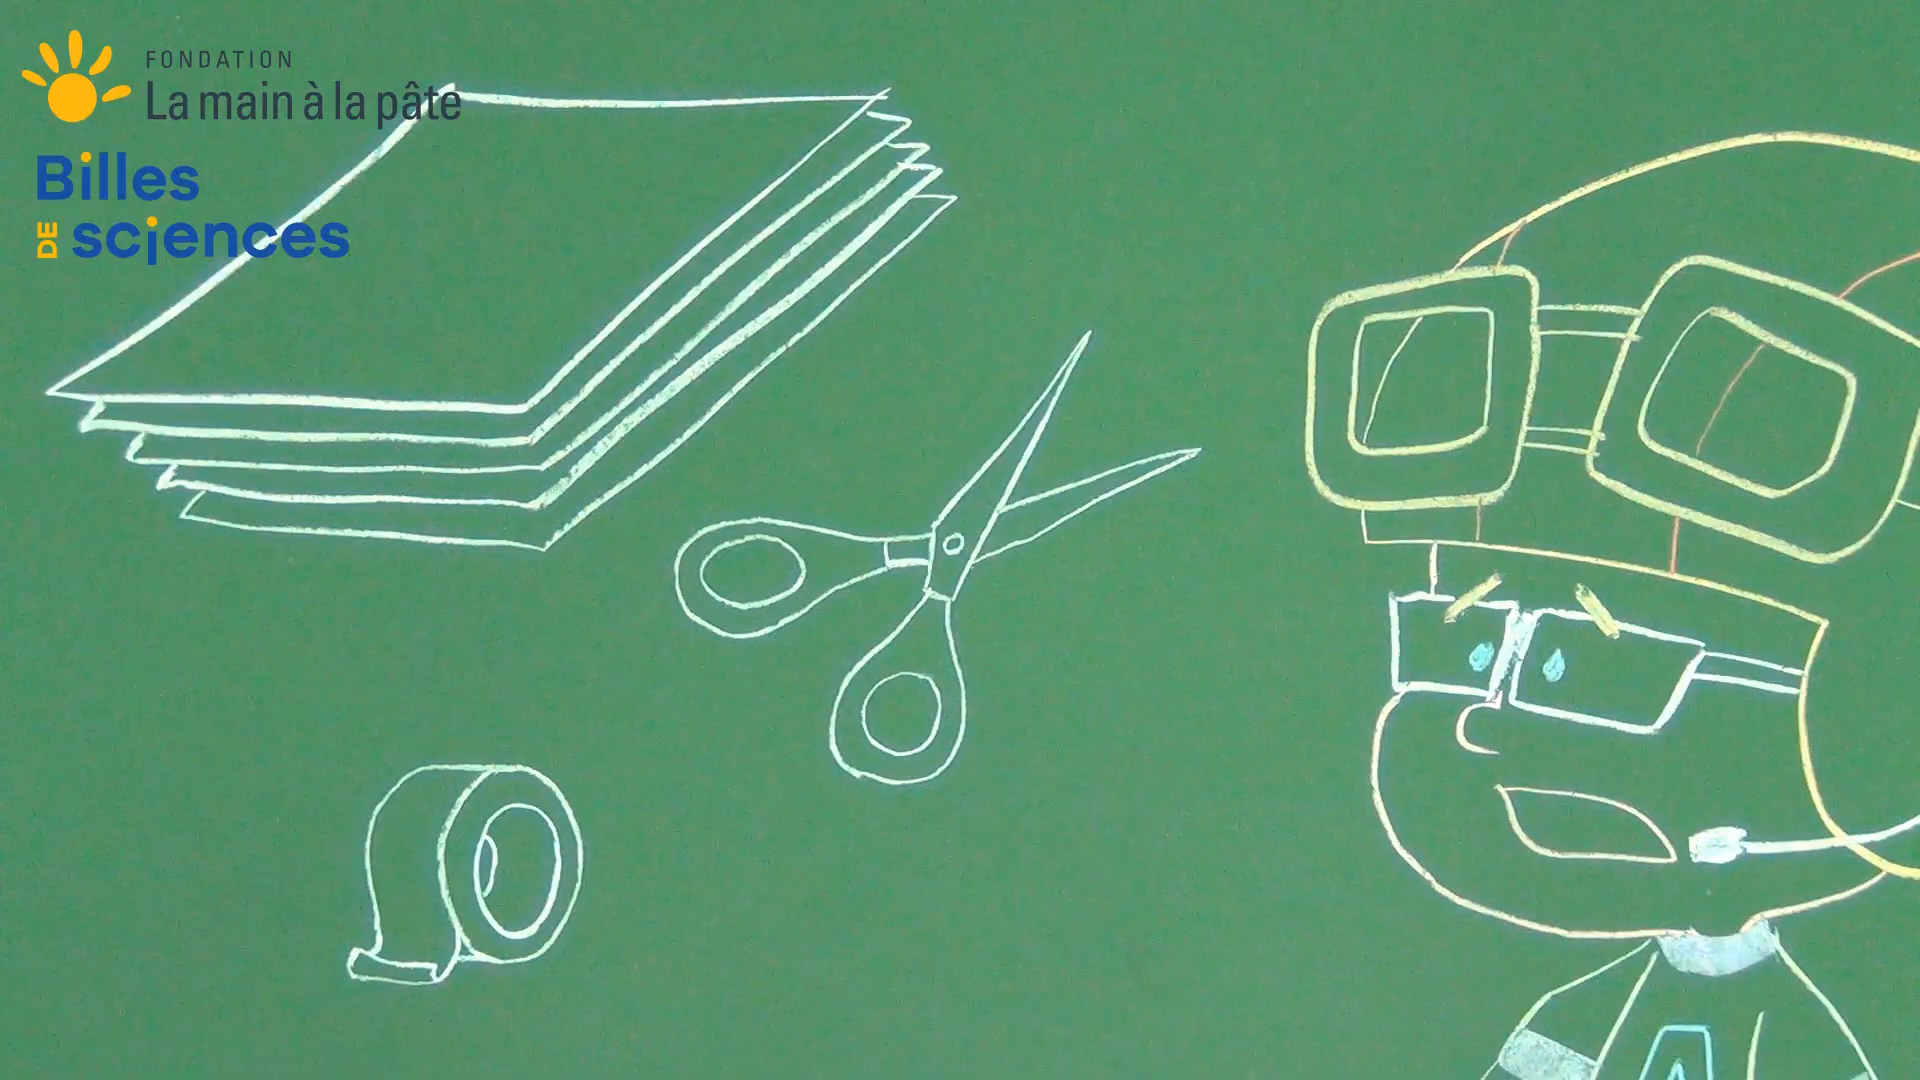 FONDATION
La main à la pâte
Billes
DE sciences
A